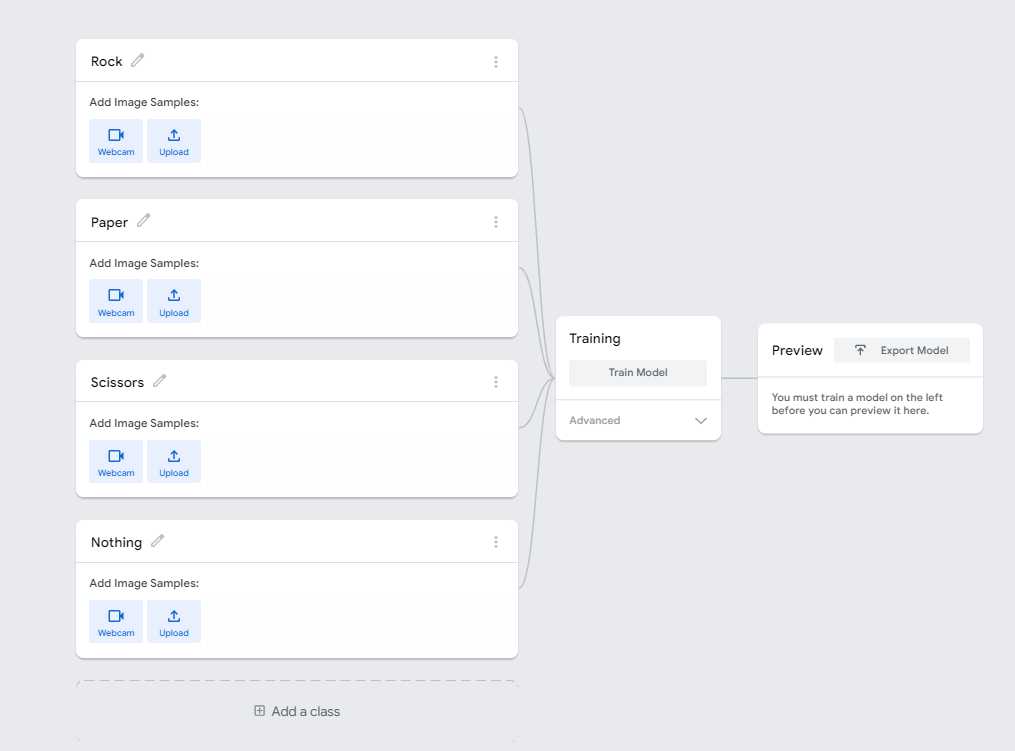 Rock
Add Image Samples:
Webcam Upload
Paper
Add Image Samples:
Webcam Upload
Scissors
Add Image Samples:
Webcam Upload
Nothing
Add Image Samples:
Webcam Upload
Add a class
Training
Train Model
Advanced
Preview Export Model
You must train a model on the left
before you can preview it here.